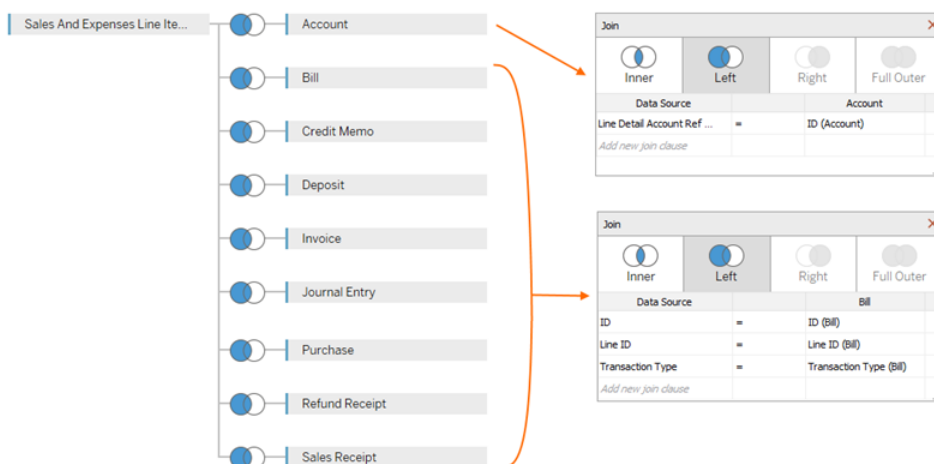 Sales And Expenses Line Ite...
Account
Bill
Credit Memo
Deposit
Invoice
Journal Entry
Purchase
Refund Receipt
Sales Receipt
Join
Inner Left Right Full Outer
Data Source Account
Line Detail Account Ref ... = ID (Account)
Add new join clause
Join
Inner Left Right Full Outer
Data Source Bill
ID = ID (Bill)
Line ID = Line ID (Bill)
Transaction Type = Transaction Type (Bill)
Add new join clause